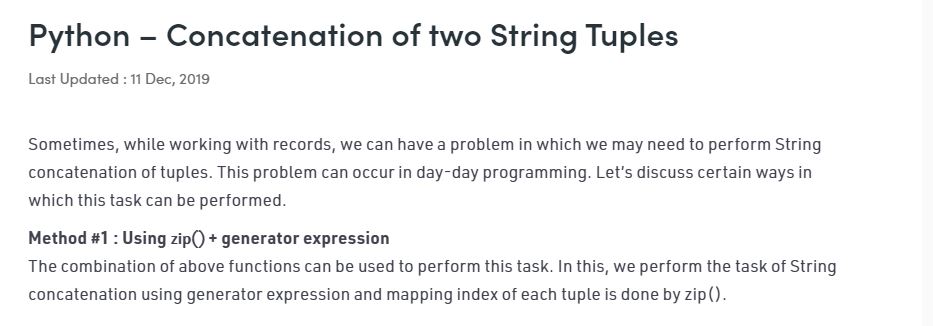 Python – Concatenation of two String Tuples
Last Updated : 11 Dec, 2019
Sometimes, while working with records, we can have a problem in which we may need to perform String
concatenation of tuples. This problem can occur in day-day programming. Let's discuss certain ways in
which this task can be performed.
Method #1 : Using zip() + generator expression
The combination of above functions can be used to perform this task. In this, we perform the task of String
concatenation using generator expression and mapping index of each tuple is done by zip().